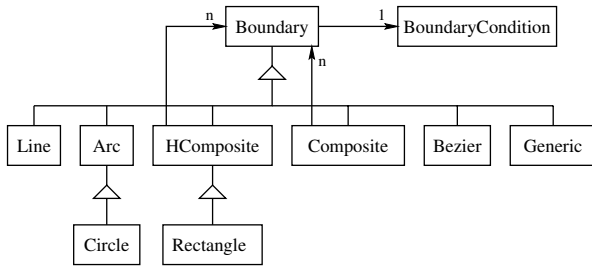 n
Boundary
1
BoundaryCondition
n
Line
Arc
HComposite
Composite
Bezier
Generic
Circle
Rectangle